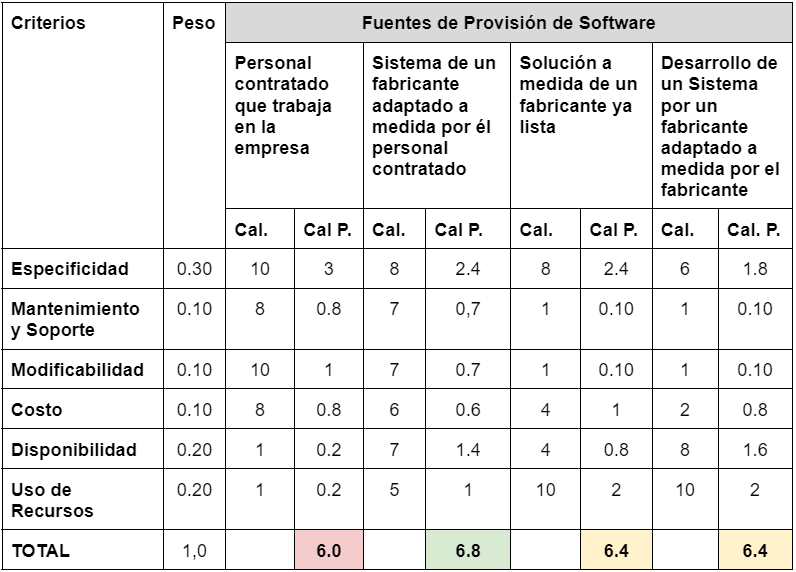 Criterios Peso Fuentes de Provisión de Software
Personal contratado que trabaja en la empresa
Sistema de un fabricante adaptado a medida por él personal contratado
Solución a medida de un fabricante ya lista
Desarrollo de un Sistema por un fabricante adaptado a medida por el fabricante
Cal. Cal P. Cal. Cal P. Cal. Cal P. Cal. Cal. P.
Especificidad 0.30 10 3 8 2.4 8 2.4 6 1.8
Mantenimiento y Soporte 0.10 8 0.8 7 0,7 1 0.10 1 0.10
Modificabilidad 0.10 10 1 7 0.7 1 0.10 1 0.10
Costo 0.10 8 0.8 6 0.6 4 1 2 0.8
Disponibilidad 0.20 1 0.2 7 1.4 4 0.8 8 1.6
Uso de Recursos 0.20 1 0.2 5 1 10 2 10 2
TOTAL 1,0 6.0 6.8 6.4 6.4